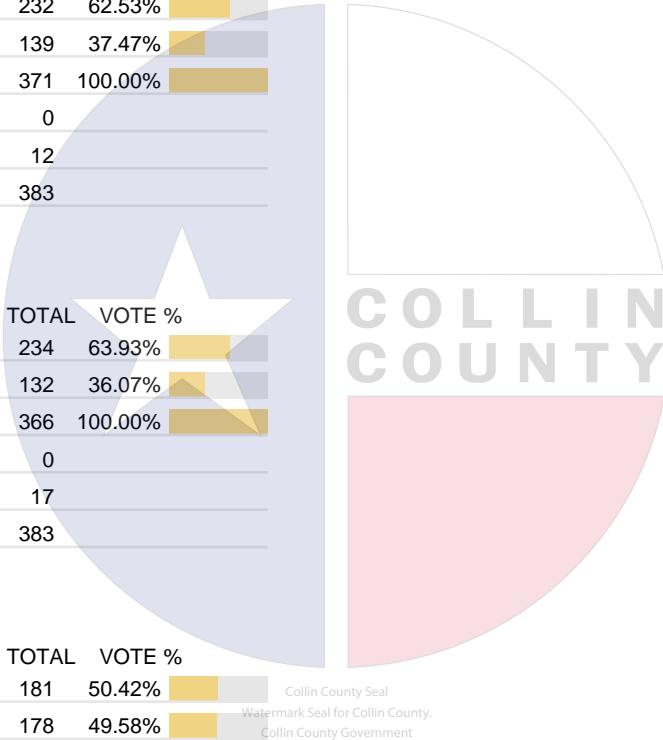 232 62.53%
139 37.47%
371 100.00%
0
12
383
TOTAL VOTE %
234 63.93%
132 36.07%
366 100.00%
0
17
383
COLLIN
COUNTY
TOTAL VOTE %
181 50.42%
178 49.58%
Collin County Seal
Watermark Seal for Collin County.
Collin County Government